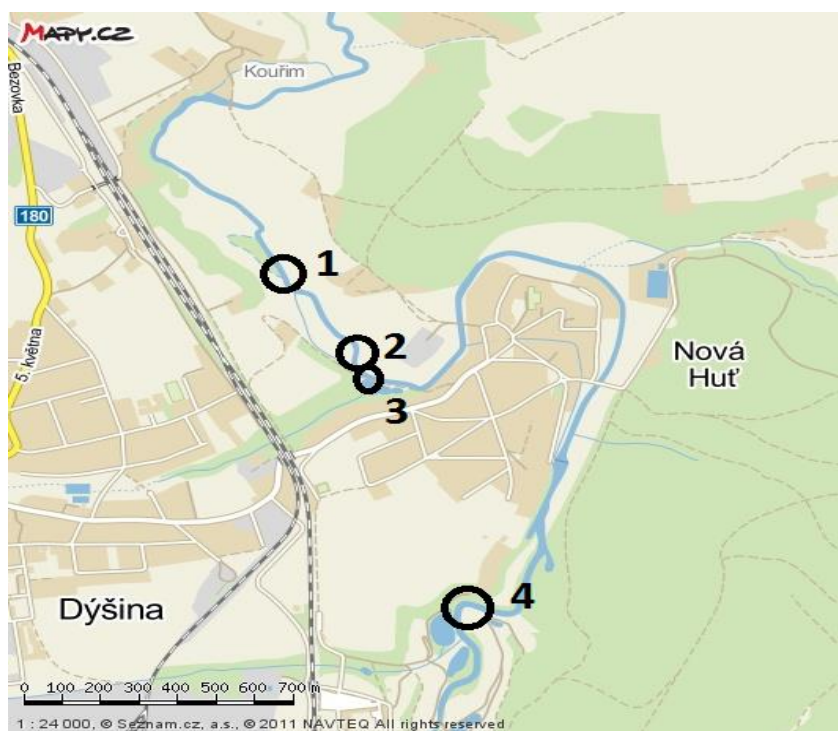 MAPY.CZ
Kouřim
Bezovka
180
1
5. května
2
Nová
Huť
3
4
Dýšina
0 100 200 300 400 500 600 700 m
1 : 24 000, © Seznam.cz, a.s., © 2011 NAVTEQ All rights reserved